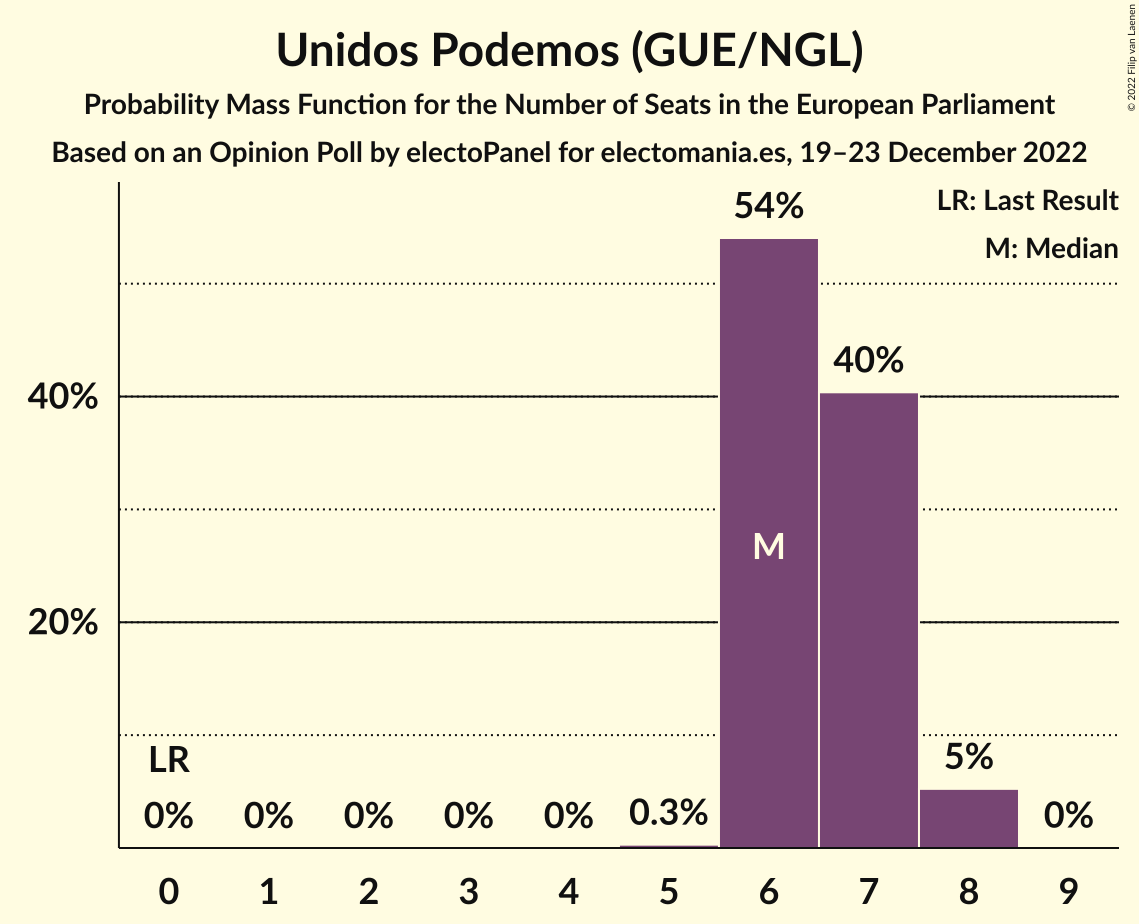 Unidos Podemos (GUE/NGL)
Probability Mass Function for the Number of Seats in the European Parliament
Based on an Opinion Poll by electoPanel for electomania.es, 19–23 December 2022
© 2022 Filip van Laenen
LR: Last Result
M: Median
54%
40%
40%
M
20%
LR
5%
0%
0%
0%
0%
0%
0.3%
0%
0 1 2 3 4 5 6 7 8 9